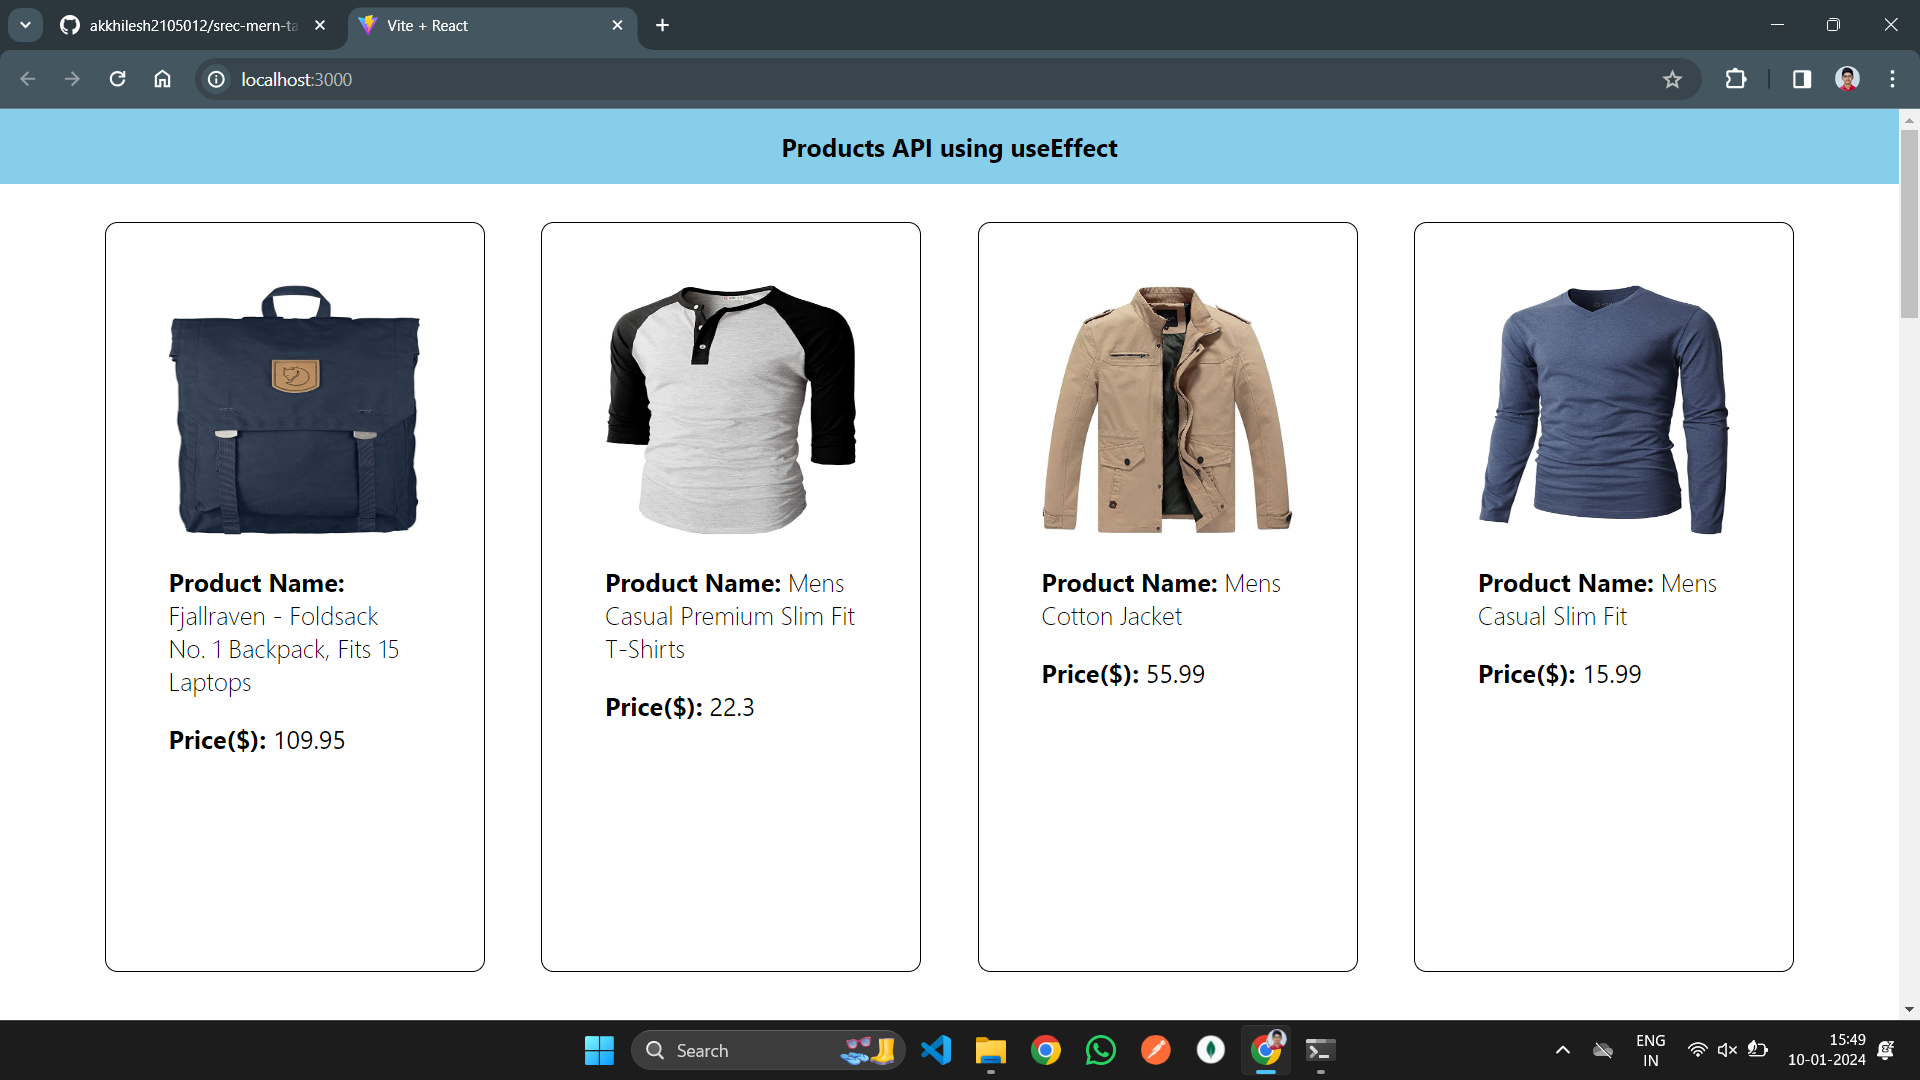 akkhilesh2105012/srec-mern-ta
Vite + React
localhost:3000
Products API using useEffect
Product Name:
Fjallraven - Foldsack
No. 1 Backpack, Fits 15
Laptops
Price($): 109.95
Product Name: Mens
Casual Premium Slim Fit
T-Shirts
Price($): 22.3
Product Name: Mens
Cotton Jacket
Price($): 55.99
Product Name: Mens
Casual Slim Fit
Price($): 15.99
Search
ENG
IN
15:49
10-01-2024